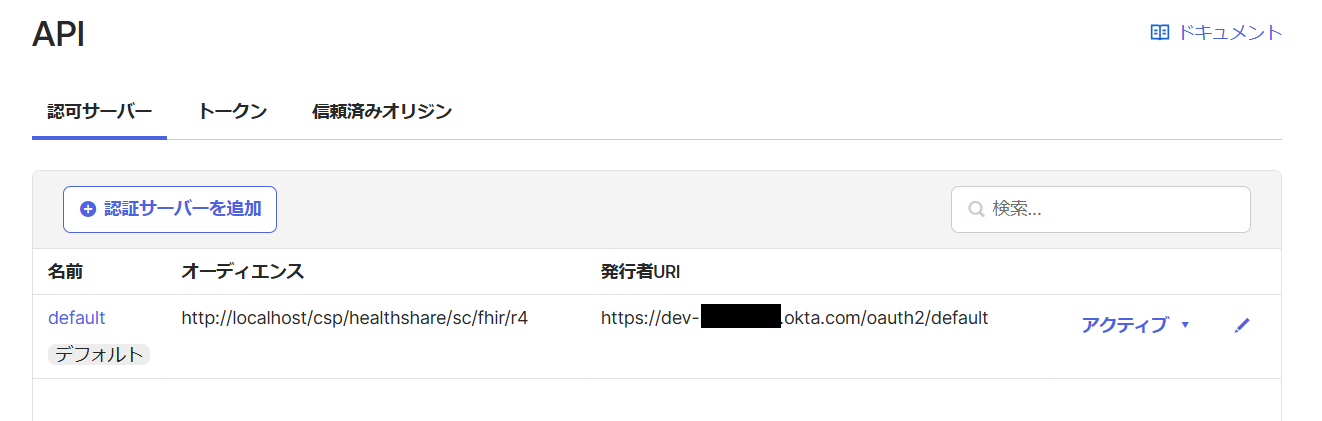 API
ドキュメント
認可サーバー トークン 信頼済みオリジン
認証サーバーを追加 検索...
名前 オーディエンス 発行者URI
default http://localhost/csp/healthshare/sc/fhir/r4 https://dev- .okta.com/oauth2/default アクティブ
デフォルト